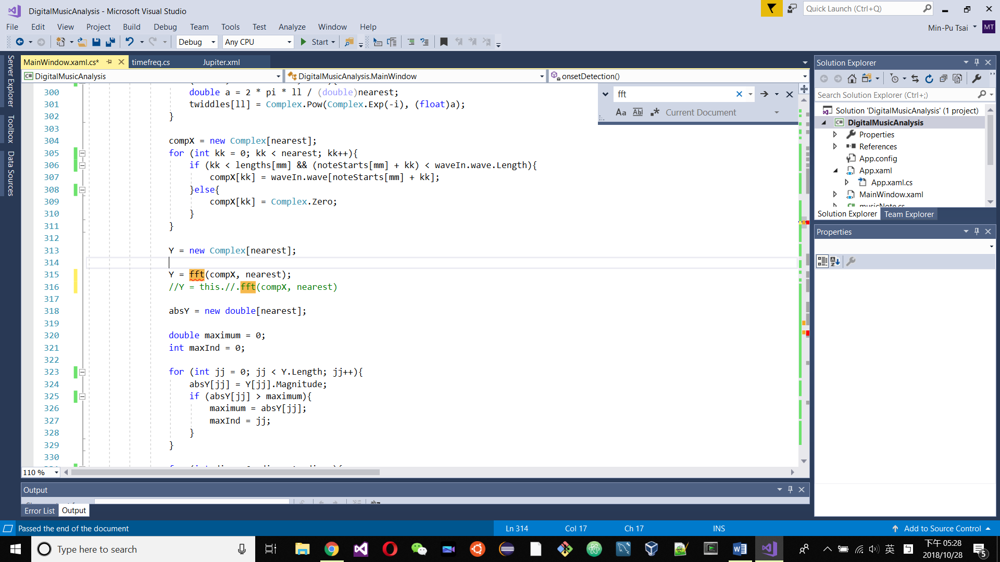 DigitalMusicAnalysis - Microsoft Visual Studio
Quick Launch (Ctrl+Q)
File Edit View Project Build Debug Team Tools Test Analyze Window Help
Min-Pu Tsai MT
Debug Any CPU Start
Server Explorer
Toolbox
Data Sources
MainWindow.xaml.cs* timefreq.cs Jupiter.xml
DigitalMusicAnalysis DigitalMusicAnalysis.MainWindow onsetDetection()
fft
Aa Abl .* Current Document
300 double a = 2 * pi * ll / (double)nearest;
301 twiddles[ll] = Complex.Pow(Complex.Exp(-i), (float)a);
302 }
303
304 compX = new Complex[nearest];
305 for (int kk = 0; kk < nearest; kk++){
306 if (kk < lengths[mm] && (noteStarts[mm] + kk) < waveIn.wave.Length){
307 compX[kk] = waveIn.wave[noteStarts[mm] + kk];
308 }else{
309 compX[kk] = Complex.Zero;
310 }
311 }
312
313 Y = new Complex[nearest];
314
315 Y = fft(compX, nearest);
316 //Y = this.//.fft(compX, nearest)
317
318 absY = new double[nearest];
319
320 double maximum = 0;
321 int maxInd = 0;
322
323 for (int jj = 0; jj < Y.Length; jj++){
324 absY[jj] = Y[jj].Magnitude;
325 if (absY[jj] > maximum){
326 maximum = absY[jj];
327 maxInd = jj;
328 }
329 }
330
110 %
Solution Explorer
Search Solution Explorer (Ctrl+;)
Solution 'DigitalMusicAnalysis' (1 project)
C# DigitalMusicAnalysis
Properties
References
App.config
App.xaml
App.xaml.cs
MainWindow.xaml
musicNote.cs
Solution Explorer Team Explorer
Properties
Output
Error List Output
Passed the end of the document Ln 314 Col 17 Ch 17 INS Add to Source Control
Type here to search
英
下午 05:28
2018/10/28
5